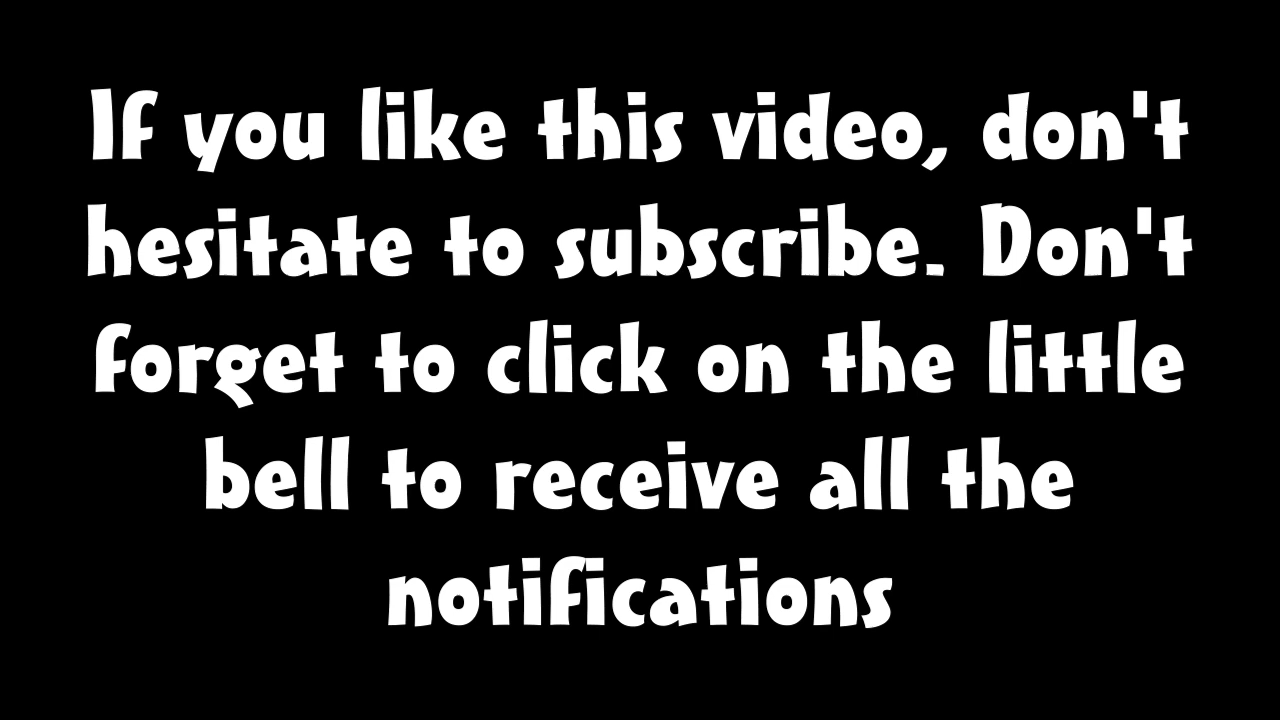 If you like this video, don't
hesitate to subscribe. Don't
forget to click on the little
bell to receive all the
notifications